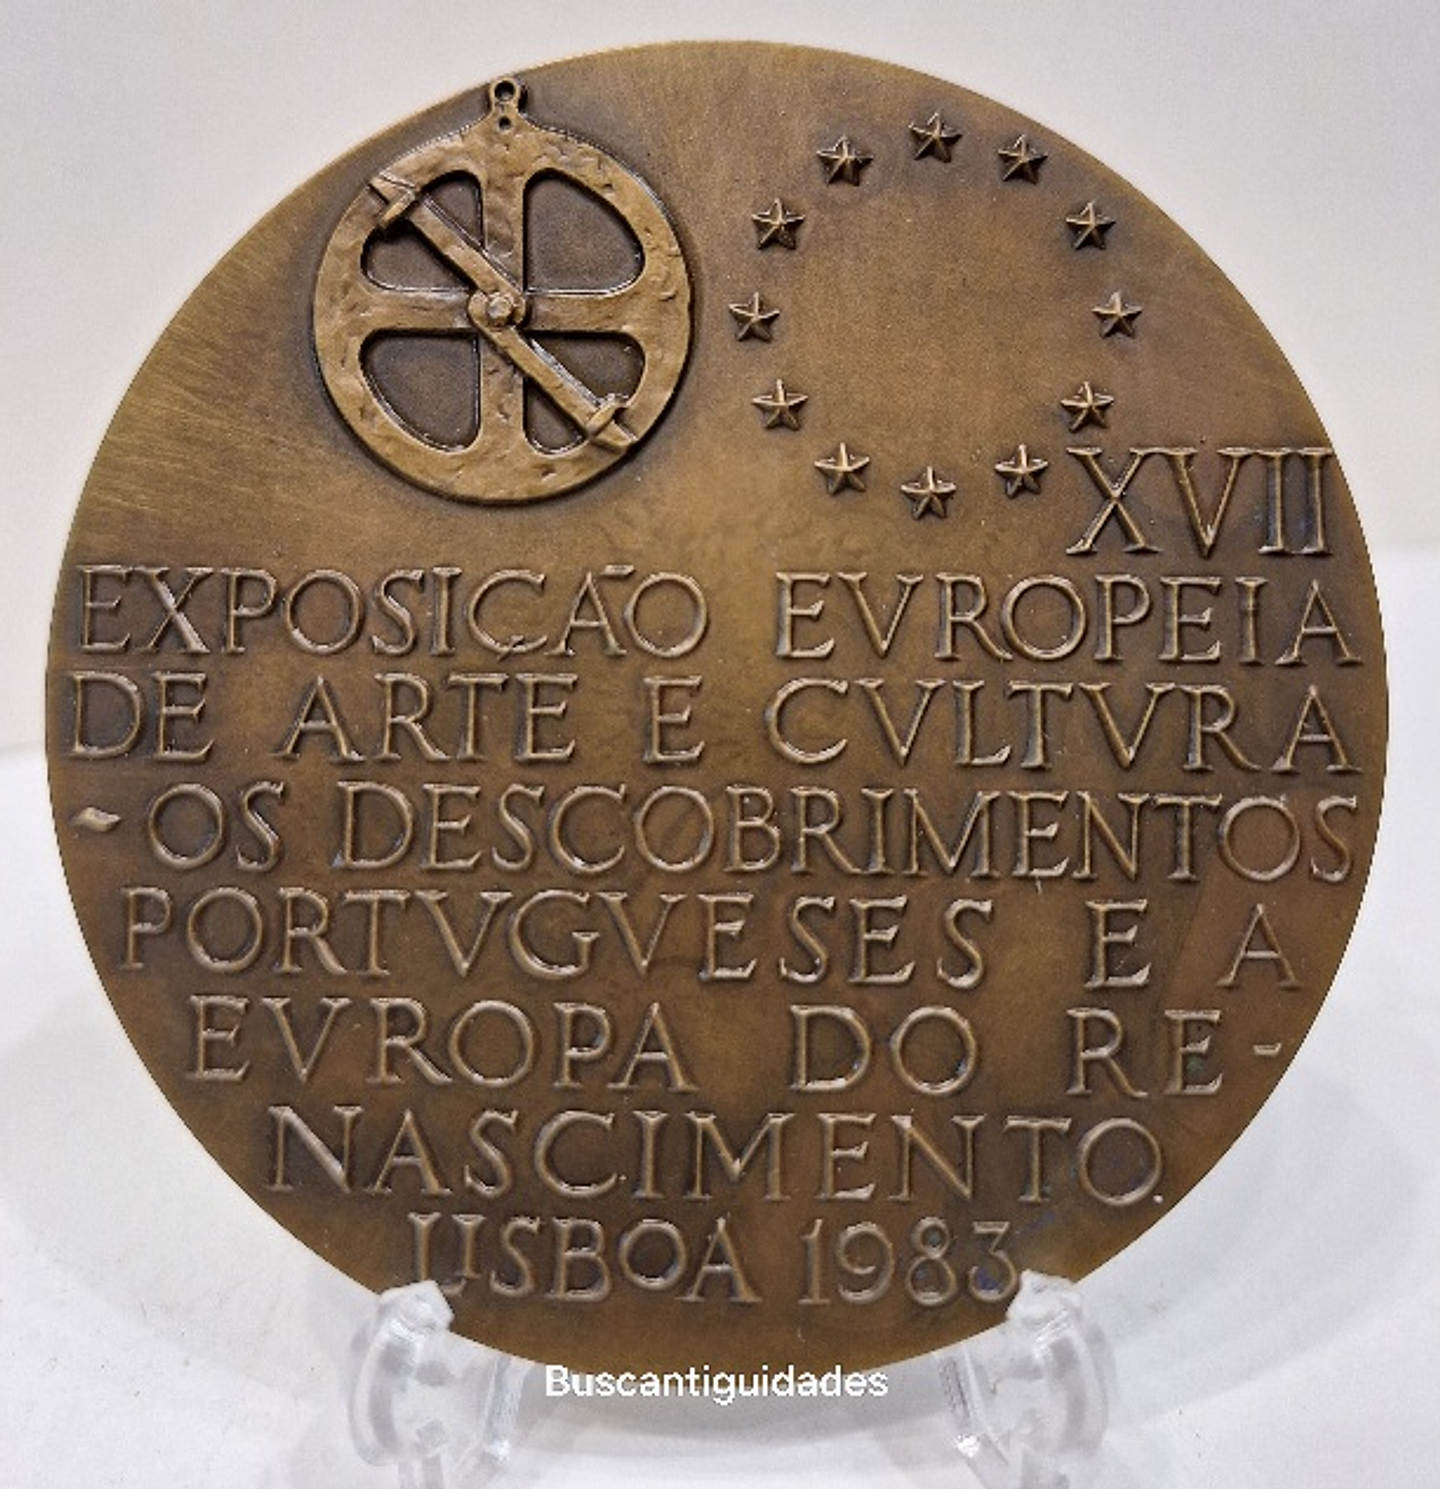 XVII
EXPOSIÇÃO EVROPEIA
DE ARTE E CVLTVRA
- OS DESCOBRIMENTOS
PORTVGVESES E A
EVROPA DO RE-
NASCIMENTO.
LISBOA 1983
Buscantiguidades